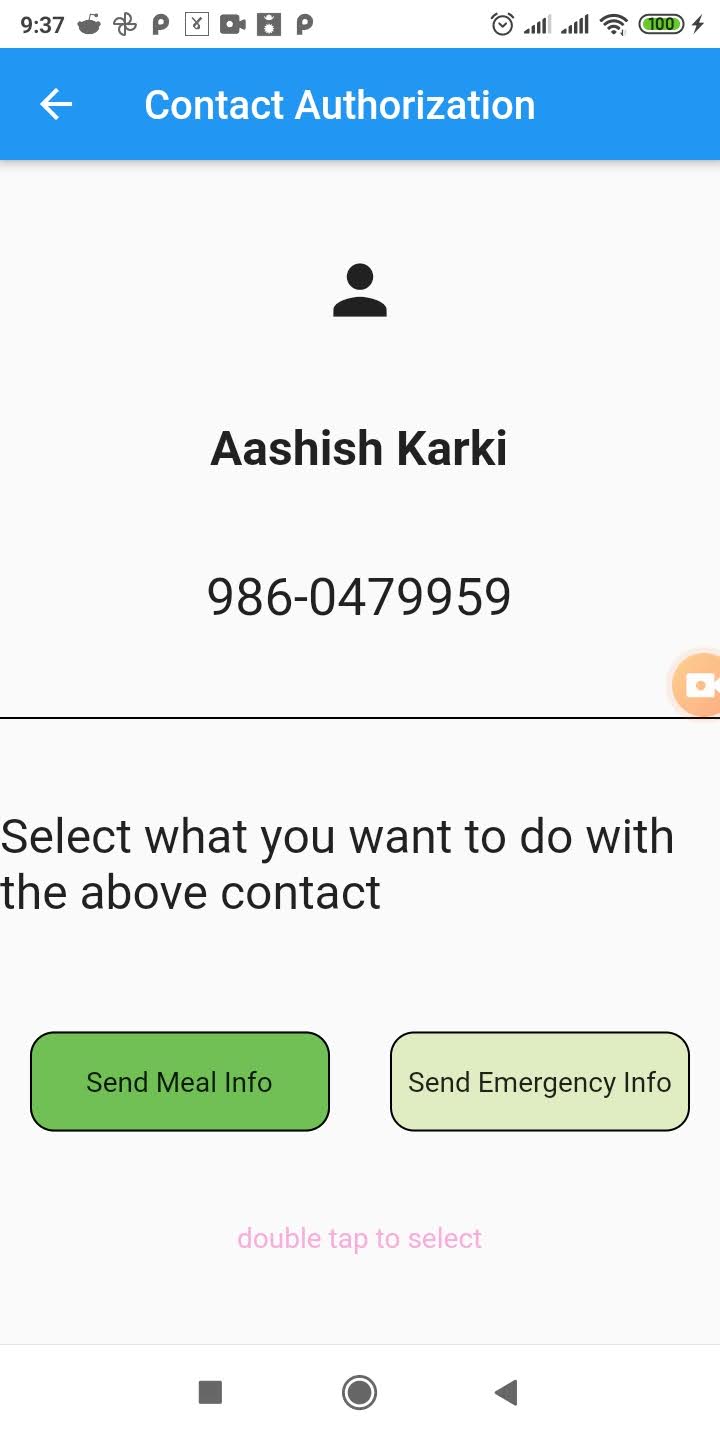 9:37
100
Contact Authorization
Aashish Karki
986-0479959
Select what you want to do with
the above contact
Send Meal Info
Send Emergency Info
double tap to select